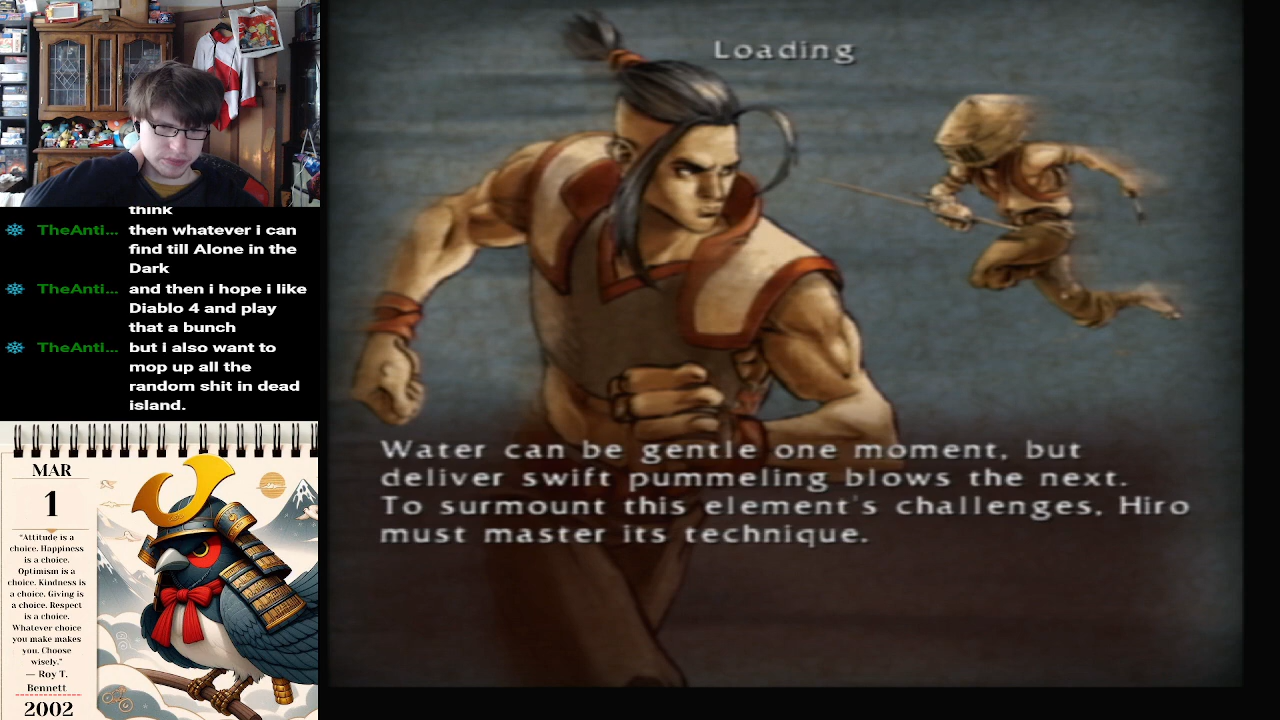 think
TheAnti... then whatever i can
find till Alone in the
Dark
TheAnti... and then i hope i like
Diablo 4 and play
that a bunch
TheAnti... but i also want to
mop up all the
random shit in dead
island.
MAR
1
"Attitude is a
choice. Happiness
is a choice.
Optimism is a
choice. Kindness is
a choice. Giving is
a choice. Respect
is a choice.
Whatever choice
you make makes
you. Choose
wisely."
— Roy T.
Bennett
2002
Loading
Water can be gentle one moment, but
deliver swift pummeling blows the next.
To surmount this element's challenges, Hiro
must master its technique.